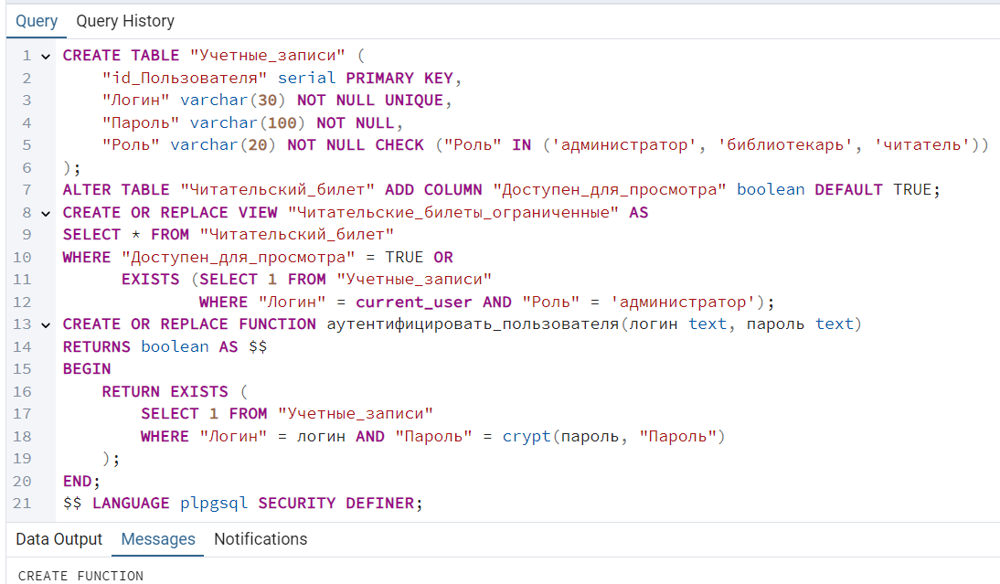 Query Query History
1 CREATE TABLE "Учетные_записи" (
2 "id_Пользователя" serial PRIMARY KEY,
3 "Логин" varchar(30) NOT NULL UNIQUE,
4 "Пароль" varchar(100) NOT NULL,
5 "Роль" varchar(20) NOT NULL CHECK ("Роль" IN ('администратор', 'библиотекарь', 'читатель'))
6 );
7 ALTER TABLE "Читательский_билет" ADD COLUMN "Доступен_для_просмотра" boolean DEFAULT TRUE;
8 CREATE OR REPLACE VIEW "Читательские_билеты_ограниченные" AS
9 SELECT * FROM "Читательский_билет"
10 WHERE "Доступен_для_просмотра" = TRUE OR
11 EXISTS (SELECT 1 FROM "Учетные_записи"
12 WHERE "Логин" = current_user AND "Роль" = 'администратор');
13 CREATE OR REPLACE FUNCTION аутентифицировать_пользователя(логин text, пароль text)
14 RETURNS boolean AS $$
15 BEGIN
16 RETURN EXISTS (
17 SELECT 1 FROM "Учетные_записи"
18 WHERE "Логин" = логин AND "Пароль" = crypt(пароль, "Пароль")
19 );
20 END;
21 $$ LANGUAGE plpgsql SECURITY DEFINER;
Data Output Messages Notifications
CREATE FUNCTION